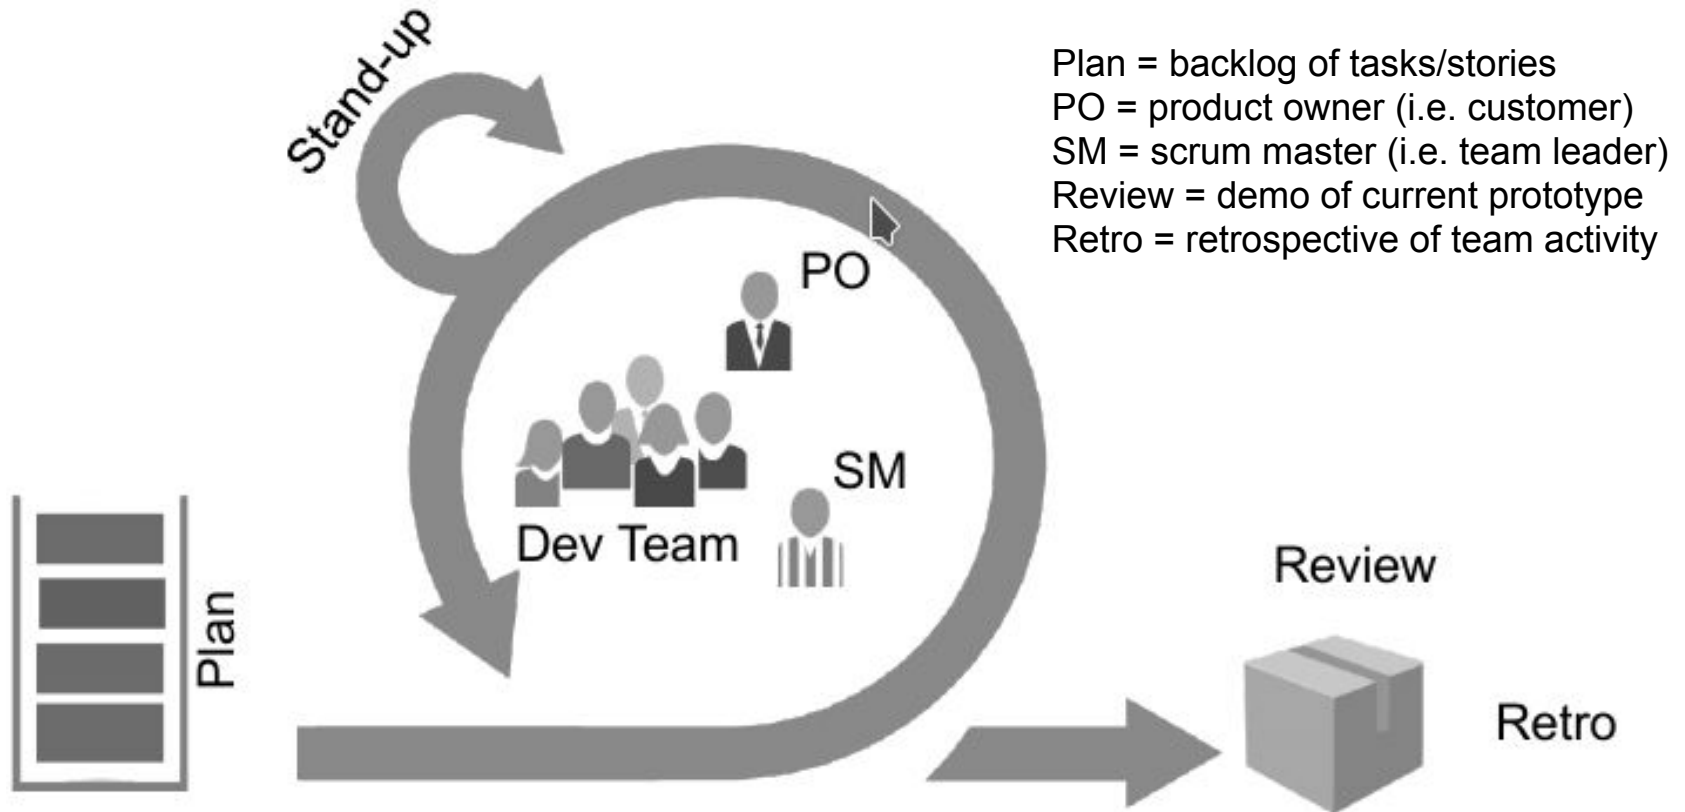 Stand-up
Plan = backlog of tasks/stories
PO = product owner (i.e. customer)
SM = scrum master (i.e. team leader)
Review = demo of current prototype
Retro = retrospective of team activity
PO
SM
Dev Team
Plan
Review
Retro